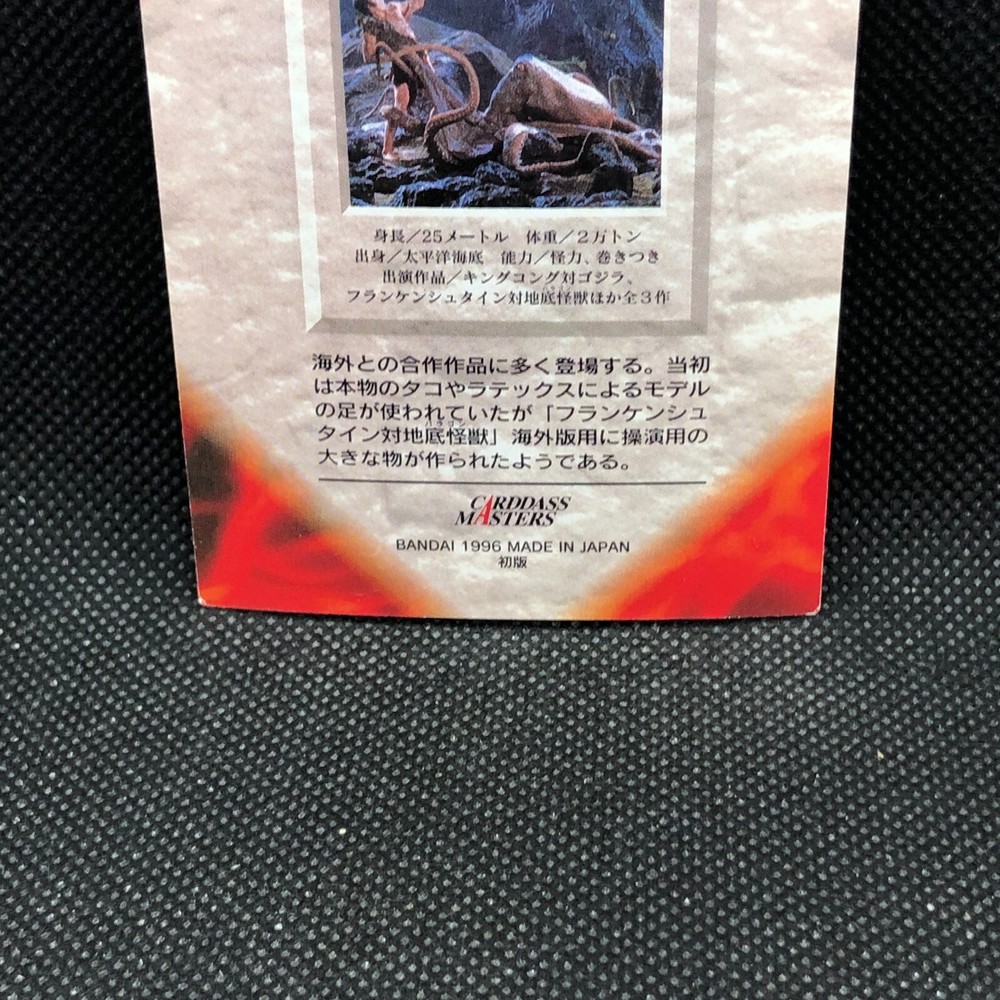 身長／25メートル　体重／2万トン
出身／太平洋海底　能力／怪力、巻きつき
出演作品／キングコング対ゴジラ、
フランケンシュタイン対地底怪獣ほか全3作
海外との合作作品に多く登場する。当初
は本物のタコやラテックスによるモデル
の足が使われていたが「フランケンシュ
タイン対地底怪獣」海外版用に操演用の
大きな物が作られたようである。
CARDDASS
MASTERS
BANDAI 1996 MADE IN JAPAN
初版